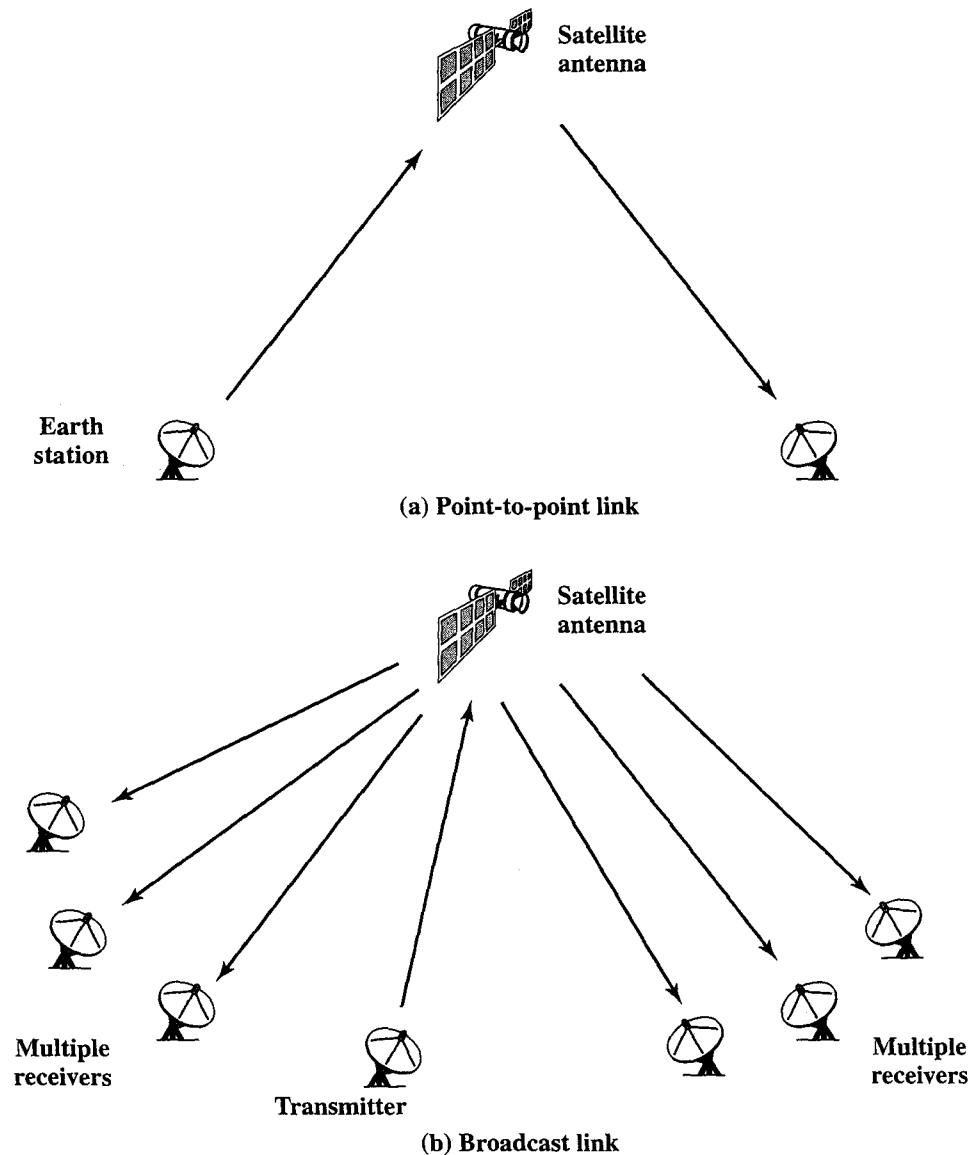 Satellite
antenna
Earth
station
(a) Point-to-point link
Satellite
antenna
Multiple
receivers
Transmitter
Multiple
receivers
(b) Broadcast link